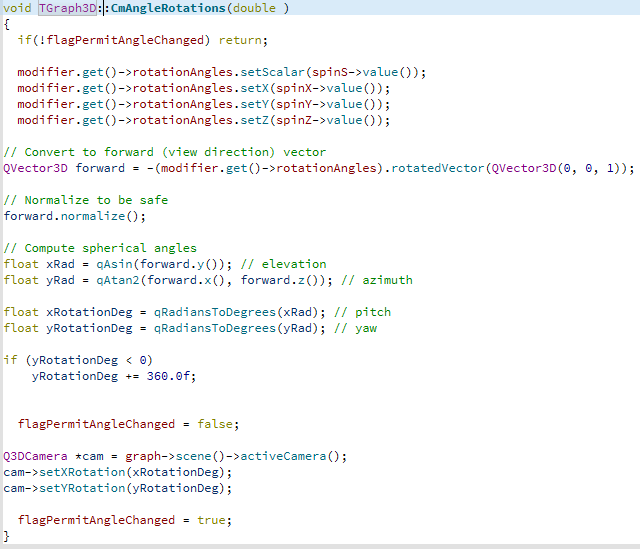 void TGraph3D::CmAngleRotations(double )
{
  if(!flagPermitAngleChanged) return;

  modifier.get()->rotationAngles.setScalar(spinS->value());
  modifier.get()->rotationAngles.setX(spinX->value());
  modifier.get()->rotationAngles.setY(spinY->value());
  modifier.get()->rotationAngles.setZ(spinZ->value());

// Convert to forward (view direction) vector
QVector3D forward = -(modifier.get()->rotationAngles).rotatedVector(QVector3D(0, 0, 1));

// Normalize to be safe
forward.normalize();

// Compute spherical angles
float xRad = qAsin(forward.y()); // elevation
float yRad = qAtan2(forward.x(), forward.z()); // azimuth

float xRotationDeg = qRadiansToDegrees(xRad); // pitch
float yRotationDeg = qRadiansToDegrees(yRad); // yaw

if (yRotationDeg < 0)
    yRotationDeg += 360.0f;


  flagPermitAngleChanged = false;

Q3DCamera *cam = graph->scene()->activeCamera();
cam->setXRotation(xRotationDeg);
cam->setYRotation(yRotationDeg);

  flagPermitAngleChanged = true;
}